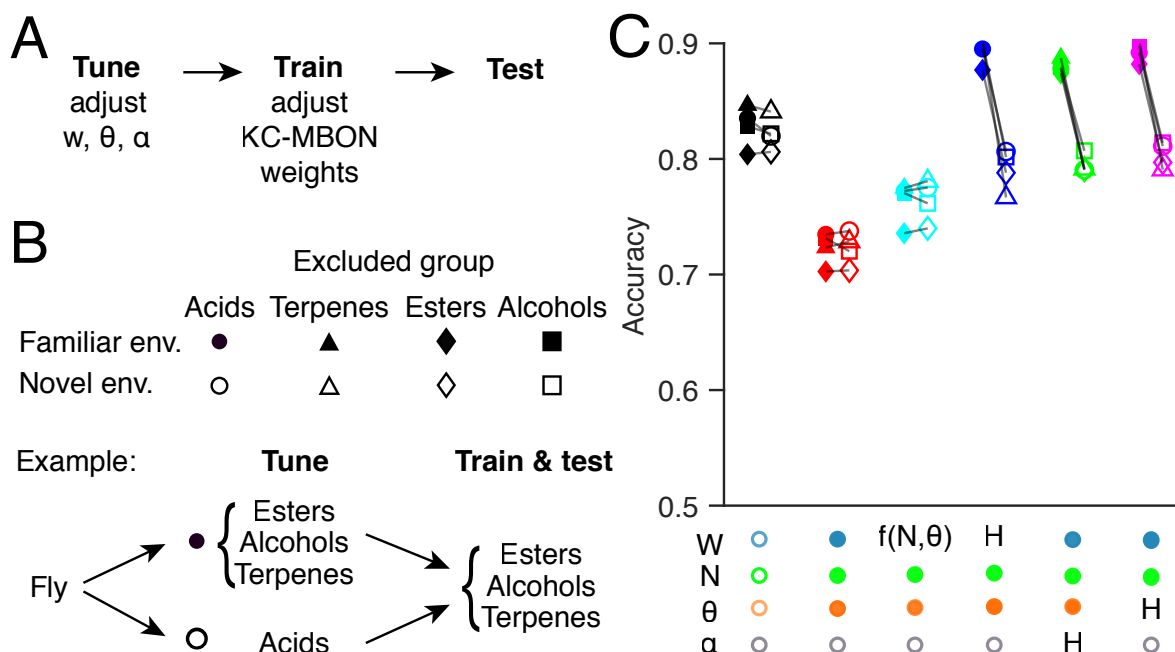 A
Tune
adjust
w, θ, α
Train
adjust
KC-MBON
weights
Test
B
Excluded group
Acids Terpenes Esters Alcohols
Familiar env.
Novel env.
Example:
Tune
Train & test
Fly
Esters
Alcohols
Terpenes
Acids
Esters
Alcohols
Terpenes
C
Accuracy
0.9
0.8
0.7
0.6
0.5
W f(N,θ) H
N
θ H
α H